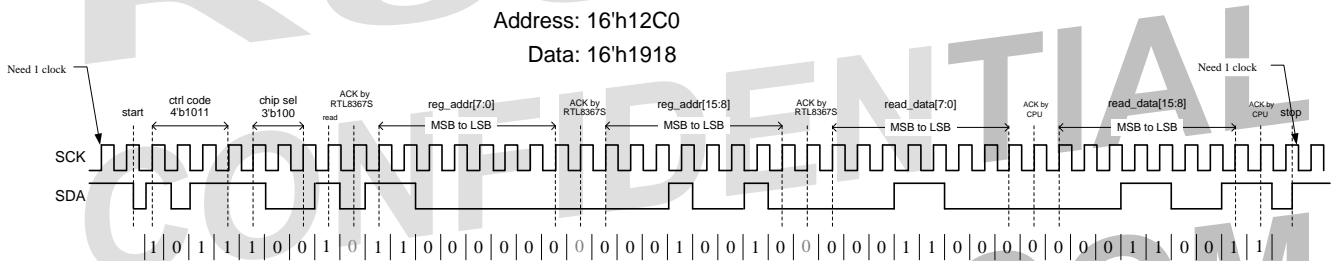 Address: 16'h12C0
Data: 16'h1918
Need 1 clock
Need 1 clock
start
ctrl code
4'b1011
chip sel
3'b100
read
ACK by
RTL8367S
reg_addr[7:0]
MSB to LSB
ACK by
RTL8367S
reg_addr[15:8]
MSB to LSB
ACK by
RTL8367S
read_data[7:0]
MSB to LSB
ACK by
CPU
read_data[15:8]
MSB to LSB
ACK by
CPU
stop
SCK
SDA
1 0 1 1 1 0 0 1 0 1 1 0 0 0 0 0 0 0 0 0 0 1 0 0 1 0 0 0 0 0 1 1 0 0 0 0 0 0 0 1 1 0 0 1 1
CONFIDENTIAL